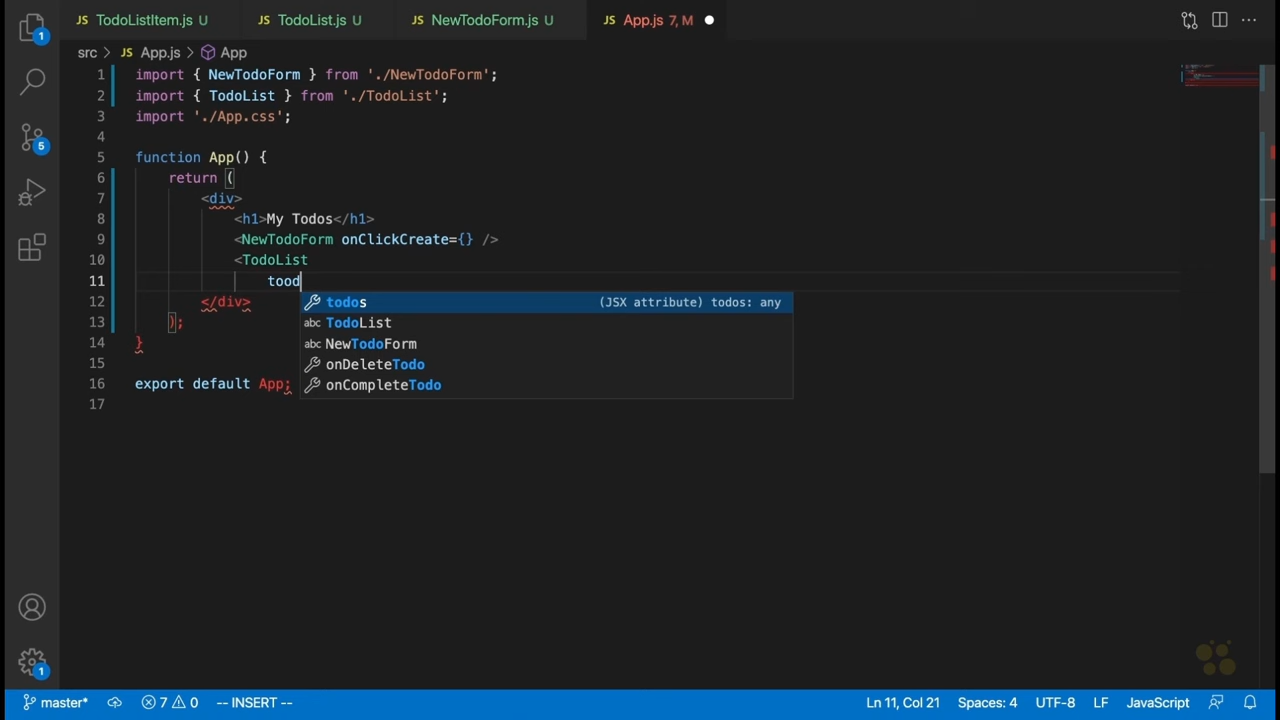 JS TodoListItem.js U JS TodoList.js U JS NewTodoForm.js U JS App.js 7, M
src > JS App.js > App
1 import { NewTodoForm } from './NewTodoForm';
2 import { TodoList } from './TodoList';
3 import './App.css';
4
5 function App() {
6 return (
7 <div>
8 <h1>My Todos</h1>
9 <NewTodoForm onClickCreate={} />
10 <TodoList
11 tood
todos (JSX attribute) todos: any
12 </div>
abc TodoList
13 );
abc NewTodoForm
14 }
onDeleteTodo
15
16 export default App;
onCompleteTodo
17
1
5
1
master* 7 0 -- INSERT -- Ln 11, Col 21 Spaces: 4 UTF-8 LF JavaScript